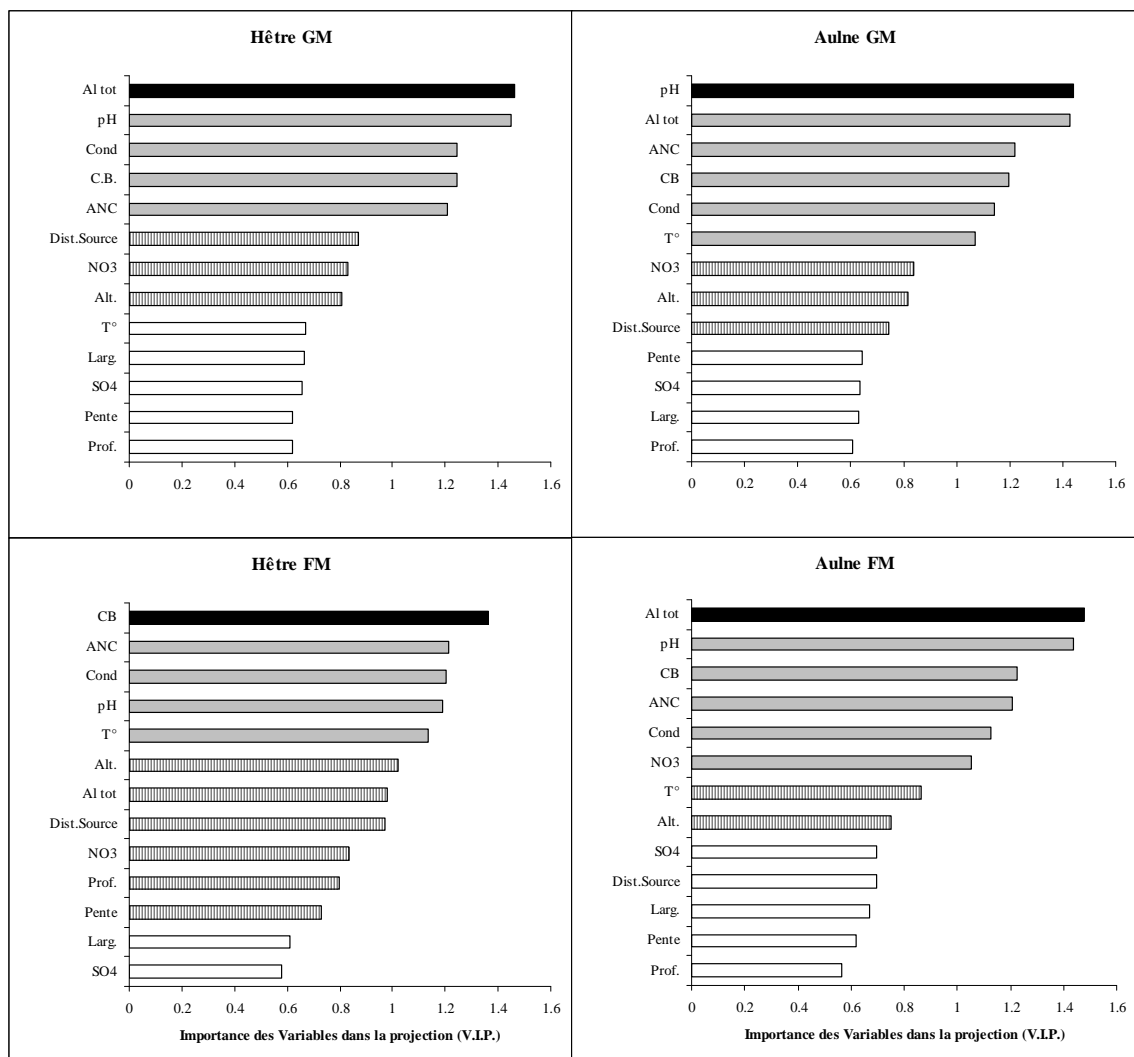 Hêtre GM
Al tot
pH
Cond
C.B.
ANC
Dist.Source
NO3
Alt.
T°
Larg.
SO4
Pente
Prof.
0 0.2 0.4 0.6 0.8 1 1.2 1.4 1.6
Aulne GM
pH
Al tot
ANC
CB
Cond
T°
NO3
Alt.
Dist.Source
Pente
SO4
Larg.
Prof.
0 0.2 0.4 0.6 0.8 1 1.2 1.4 1.6
Hêtre FM
CB
ANC
Cond
pH
T°
Alt.
Al tot
Dist.Source
NO3
Prof.
Pente
Larg.
SO4
0 0.2 0.4 0.6 0.8 1 1.2 1.4 1.6
Importance des Variables dans la projection (V.I.P.)
Aulne FM
Al tot
pH
CB
ANC
Cond
NO3
T°
Alt.
SO4
Dist.Source
Larg.
Pente
Prof.
0 0.2 0.4 0.6 0.8 1 1.2 1.4 1.6
Importance des Variables dans la projection (V.I.P.)